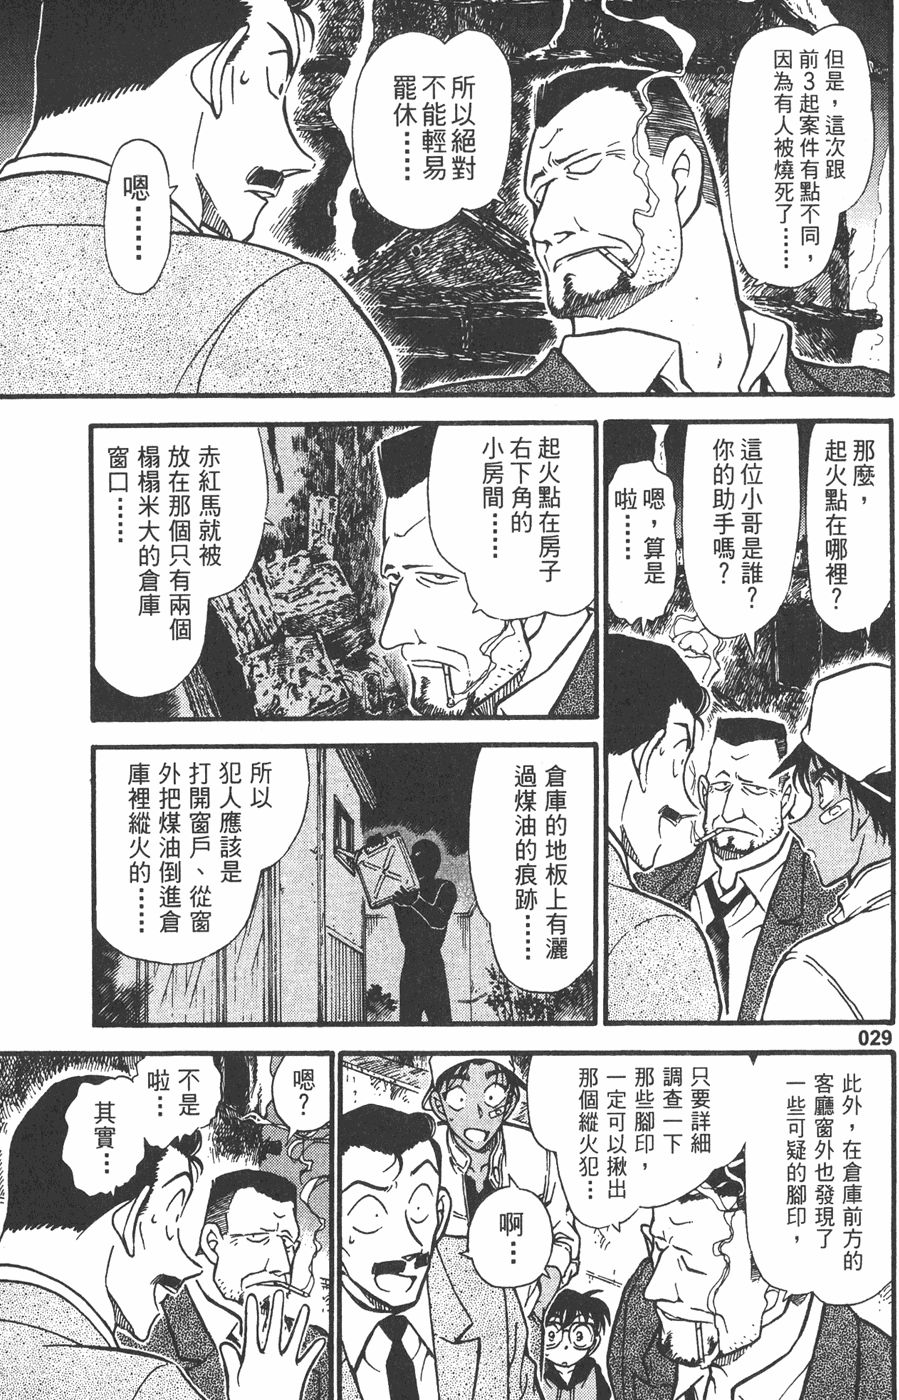 但是，這次跟
前3起案件有點不同，
因為有人被燒死了……
所以絕對
不能輕易
罷休……
嗯……
那麼，
起火點在哪裡？
這位小哥是誰？
你的助手嗎？
嗯，算是
啦……
起火點在房子
右下角的
小房間……
赤紅馬就被
放在那個只有兩個
榻榻米大的倉庫
窗口……
倉庫的地板上有灑
過煤油的痕跡……
所以
犯人應該是
打開窗戶、從窗
外把煤油倒進倉
庫裡縱火的……
029
此外，在倉庫前方的
客廳窗外也發現了
一些可疑的腳印，
只要詳細
調查一下
那些腳印，
一定可以揪出
那個縱火犯…
啊…
嗯？
不是
啦…
其實…